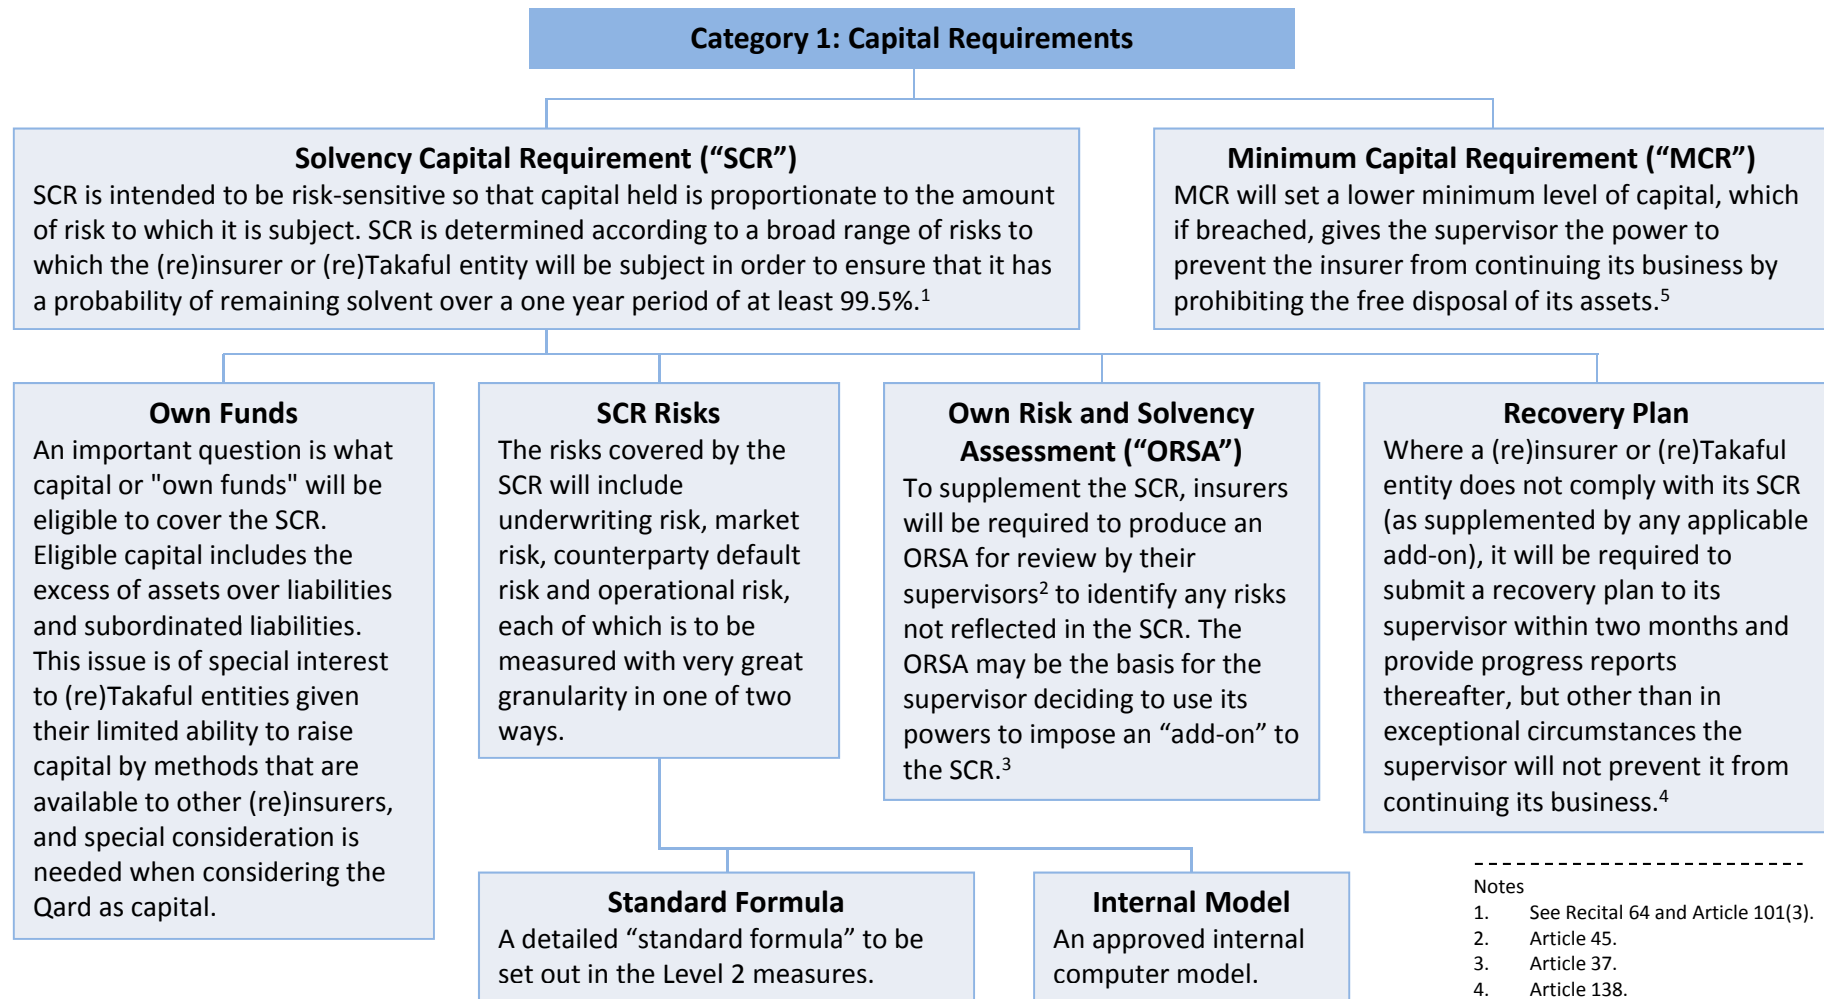 Category 1: Capital Requirements
Solvency Capital Requirement (“SCR”)
SCR is intended to be risk-sensitive so that capital held is proportionate to the amount
of risk to which it is subject. SCR is determined according to a broad range of risks to
which the (re)insurer or (re)Takaful entity will be subject in order to ensure that it has
a probability of remaining solvent over a one year period of at least 99.5%.1
Minimum Capital Requirement (“MCR”)
MCR will set a lower minimum level of capital, which
if breached, gives the supervisor the power to
prevent the insurer from continuing its business by
prohibiting the free disposal of its assets.5
Own Funds
An important question is what
capital or "own funds" will be
eligible to cover the SCR.
Eligible capital includes the
excess of assets over liabilities
and subordinated liabilities.
This issue is of special interest
to (re)Takaful entities given
their limited ability to raise
capital by methods that are
available to other (re)insurers,
and special consideration is
needed when considering the
Qard as capital.
SCR Risks
The risks covered by the
SCR will include
underwriting risk, market
risk, counterparty default
risk and operational risk,
each of which is to be
measured with very great
granularity in one of two
ways.
Own Risk and Solvency
Assessment (“ORSA”)
To supplement the SCR, insurers
will be required to produce an
ORSA for review by their
supervisors2 to identify any risks
not reflected in the SCR. The
ORSA may be the basis for the
supervisor deciding to use its
powers to impose an “add-on” to
the SCR.3
Recovery Plan
Where a (re)insurer or (re)Takaful
entity does not comply with its SCR
(as supplemented by any applicable
add-on), it will be required to
submit a recovery plan to its
supervisor within two months and
provide progress reports
thereafter, but other than in
exceptional circumstances the
supervisor will not prevent it from
continuing its business.4
Standard Formula
A detailed “standard formula” to be
set out in the Level 2 measures.
Internal Model
An approved internal
computer model.
Notes
1. See Recital 64 and Article 101(3).
2. Article 45.
3. Article 37.
4. Article 138.